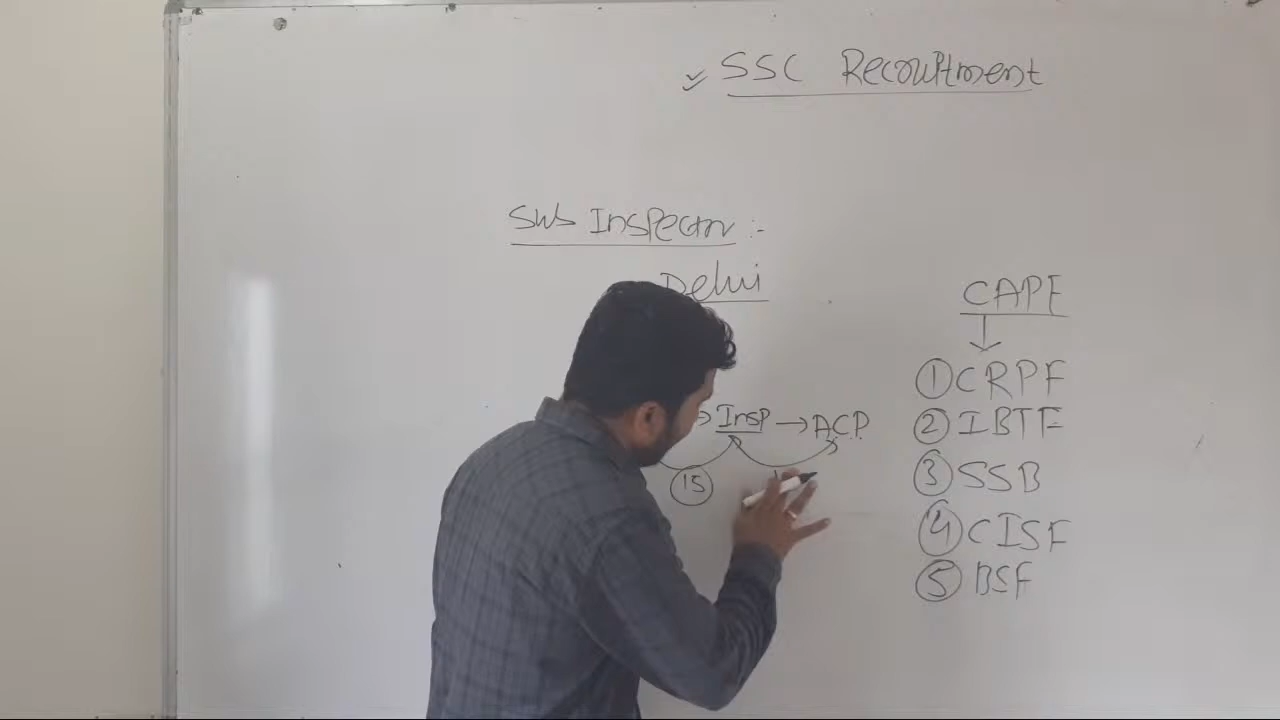 ✓ SSC Recruitment
Sub Inspector :-
Delhi
→ Insp → ACP
15
CAPF
↓
① CRPF
② IBTF
③ SSB
④ CISF
⑤ BSF